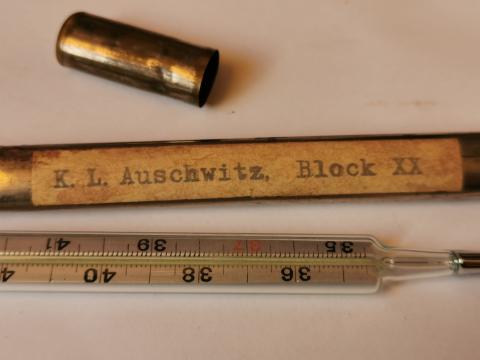 K. L. Auschwitz, Block XX
41 39 37 35
40 38 36